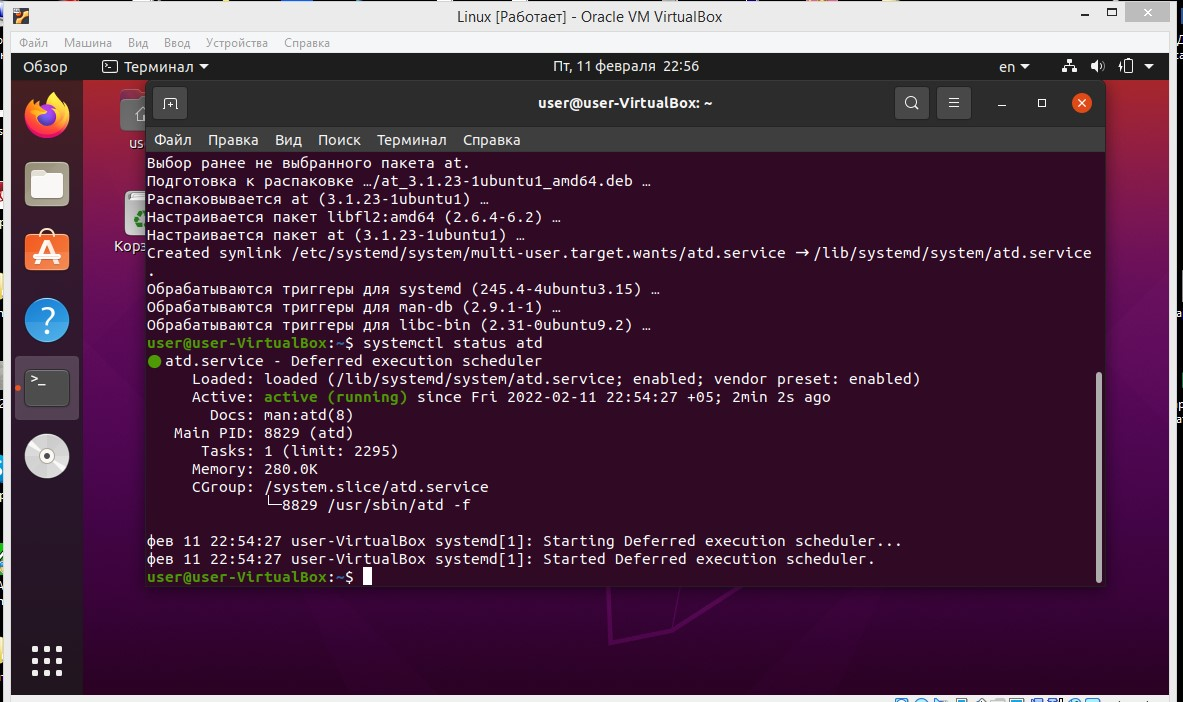 Linux [Работает] - Oracle VM VirtualBox
Файл Машина Вид Ввод Устройства Справка
Обзор Терминал Пт, 11 февраля 22:56 en
user@user-VirtualBox: ~
Файл Правка Вид Поиск Терминал Справка
us
Корз
Выбор ранее не выбранного пакета at.
Подготовка к распаковке …/at_3.1.23-1ubuntu1_amd64.deb …
Распаковывается at (3.1.23-1ubuntu1) …
Настраивается пакет libfl2:amd64 (2.6.4-6.2) …
Настраивается пакет at (3.1.23-1ubuntu1) …
Created symlink /etc/systemd/system/multi-user.target.wants/atd.service → /lib/systemd/system/atd.service
.
Обрабатываются триггеры для systemd (245.4-4ubuntu3.15) …
Обрабатываются триггеры для man-db (2.9.1-1) …
Обрабатываются триггеры для libc-bin (2.31-0ubuntu9.2) …
user@user-VirtualBox:~$ systemctl status atd
● atd.service - Deferred execution scheduler
Loaded: loaded (/lib/systemd/system/atd.service; enabled; vendor preset: enabled)
Active: active (running) since Fri 2022-02-11 22:54:27 +05; 2min 2s ago
Docs: man:atd(8)
Main PID: 8829 (atd)
Tasks: 1 (limit: 2295)
Memory: 280.0K
CGroup: /system.slice/atd.service
└─8829 /usr/sbin/atd -f
фев 11 22:54:27 user-VirtualBox systemd[1]: Starting Deferred execution scheduler...
фев 11 22:54:27 user-VirtualBox systemd[1]: Started Deferred execution scheduler.
user@user-VirtualBox:~$